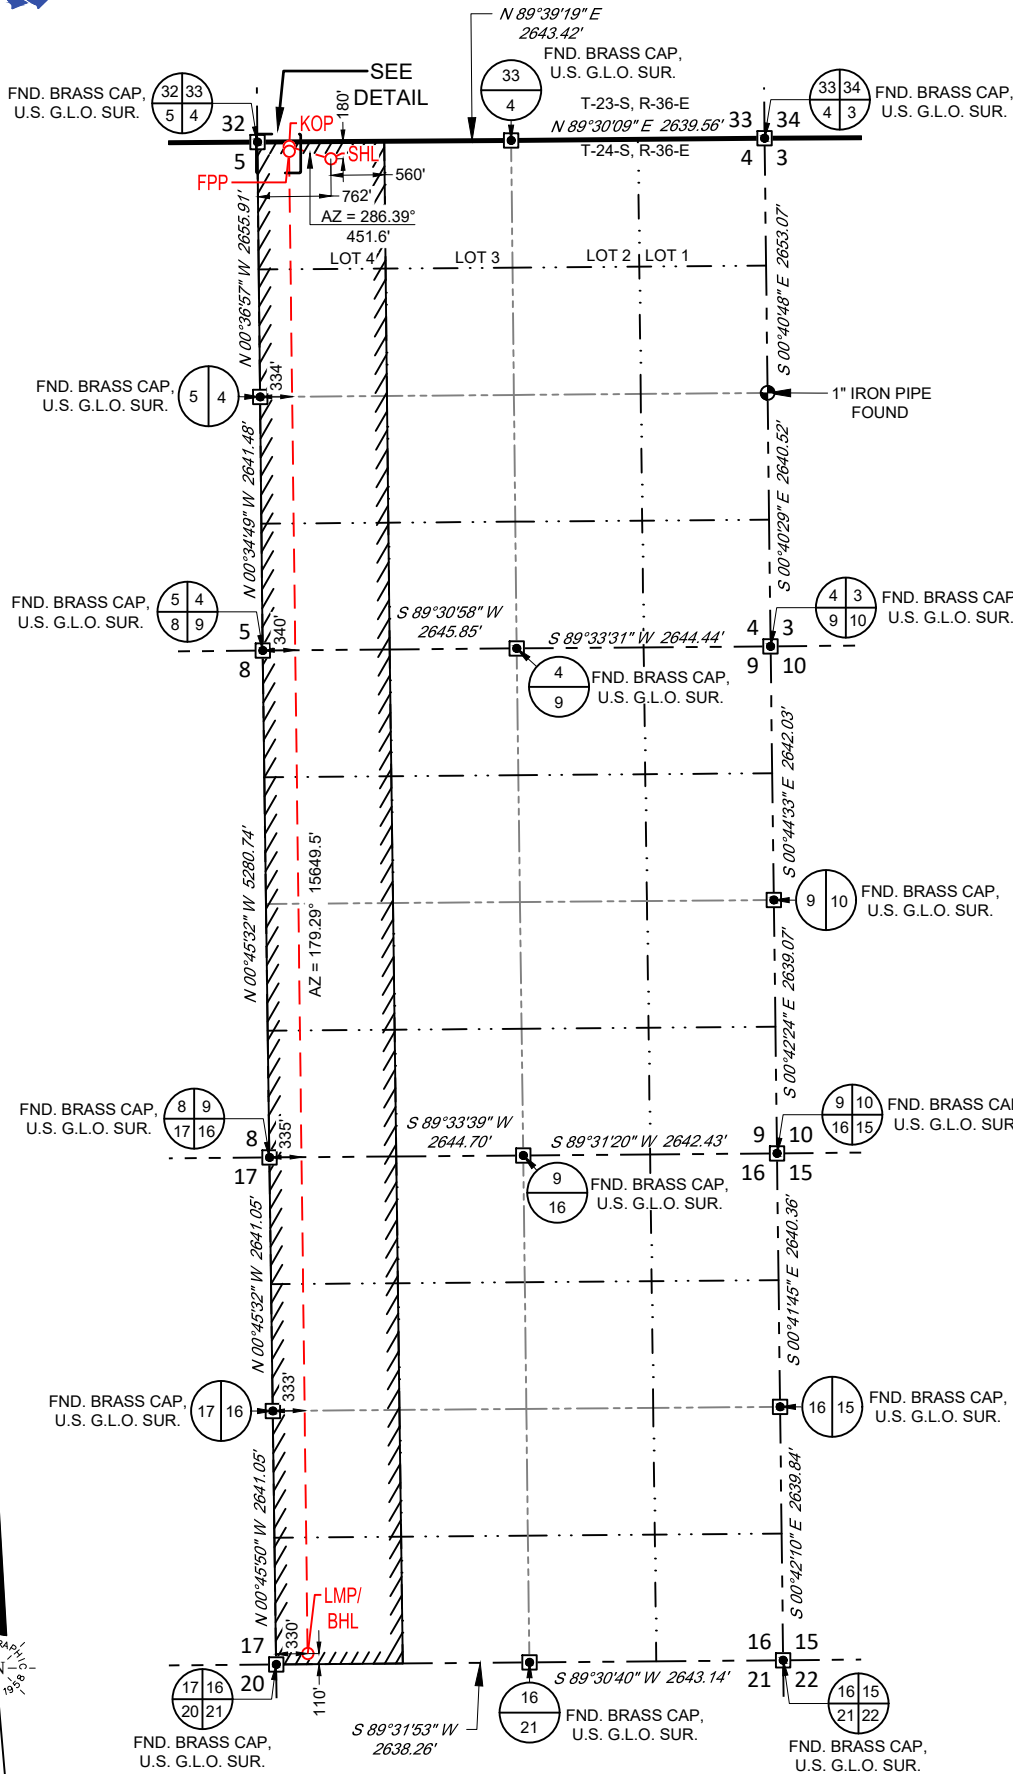 N 89°39'19" E
2643.42'
FND. BRASS CAP,
U.S. G.L.O. SUR.
33
4
SEE
DETAIL
FND. BRASS CAP,
U.S. G.L.O. SUR.
32 33
5 4
32
5
T-23-S, R-36-E
N 89°30'09" E 2639.56'
T-24-S, R-36-E
33 34
4 3
33 34
4 3
FND. BRASS CAP,
U.S. G.L.O. SUR.
180'
KOP
SHL
FPP
560'
762'
AZ = 286.39°
451.6'
LOT 4
LOT 3
LOT 2
LOT 1
N 00°36'57" W 2655.91'
S 00°40'48" E 2653.07'
FND. BRASS CAP,
U.S. G.L.O. SUR.
5 4
334'
1" IRON PIPE
FOUND
N 00°34'49" W 2641.48'
S 00°40'29" E 2640.52'
FND. BRASS CAP,
U.S. G.L.O. SUR.
5 4
8 9
5
8
340'
S 89°30'58" W
2645.85'
S 89°33'31" W 2644.44'
4 3
9 10
4 3
9 10
FND. BRASS CAP,
U.S. G.L.O. SUR.
4
9
FND. BRASS CAP,
U.S. G.L.O. SUR.
S 00°44'33" E 2642.03'
N 00°45'32" W 5280.74'
AZ = 179.29° 15649.5'
9 10
FND. BRASS CAP,
U.S. G.L.O. SUR.
S 00°42'24" E 2639.07'
FND. BRASS CAP,
U.S. G.L.O. SUR.
8 9
17 16
8
17
335'
S 89°33'39" W
2644.70'
S 89°31'20" W 2642.43'
9 10
16 15
9 10
16 15
FND. BRASS CAP
U.S. G.L.O. SUR
9
16
FND. BRASS CAP,
U.S. G.L.O. SUR.
N 00°45'32" W 2641.05'
S 00°41'45" E 2640.36'
FND. BRASS CAP,
U.S. G.L.O. SUR.
17 16
333'
16 15
FND. BRASS CAP,
U.S. G.L.O. SUR.
N 00°45'50" W 2641.05'
S 00°42'10" E 2639.84'
LMP/
BHL
330'
110'
17
20
17 16
20 21
FND. BRASS CAP,
U.S. G.L.O. SUR.
S 89°31'53" W
2638.26'
S 89°30'40" W 2643.14'
16
21
FND. BRASS CAP,
U.S. G.L.O. SUR.
16 15
21 22
16 15
21 22
FND. BRASS CAP,
U.S. G.L.O. SUR.